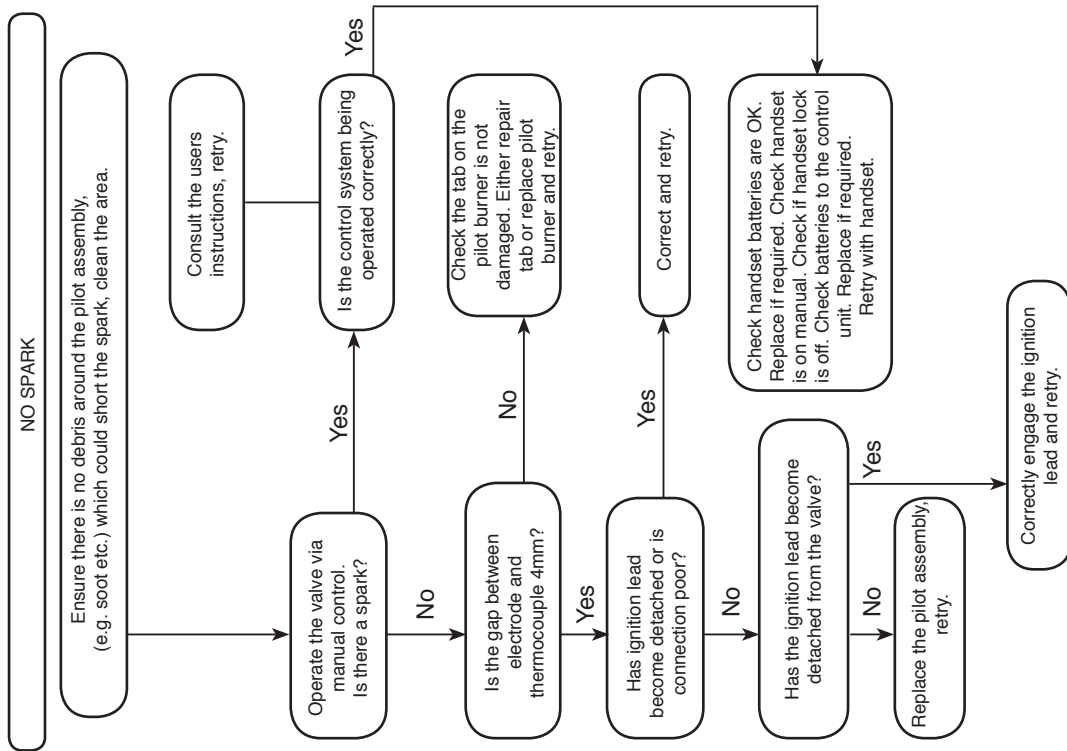 NO SPARK
Ensure there is no debris around the pilot assembly,
(e.g. soot etc.) which could short the spark, clean the area.
Operate the valve via
manual control.
Is there a spark?
Yes
Is the control system being
operated correctly?
Consult the users
instructions, retry.
Yes
Check handset batteries are OK.
Replace if required. Check handset
is on manual. Check if handset lock
is off. Check batteries to the control
unit. Replace if required.
Retry with handset.
No
Is the gap between
electrode and
thermocouple 4mm?
No
Check the tab on the
pilot burner is not
damaged. Either repair
tab or replace pilot
burner and retry.
Yes
Has ignition lead
become detached or is
connection poor?
Yes
Correct and retry.
No
Has the ignition lead become
detached from the valve?
Yes
Correctly engage the ignition
lead and retry.
No
Replace the pilot assembly,
retry.